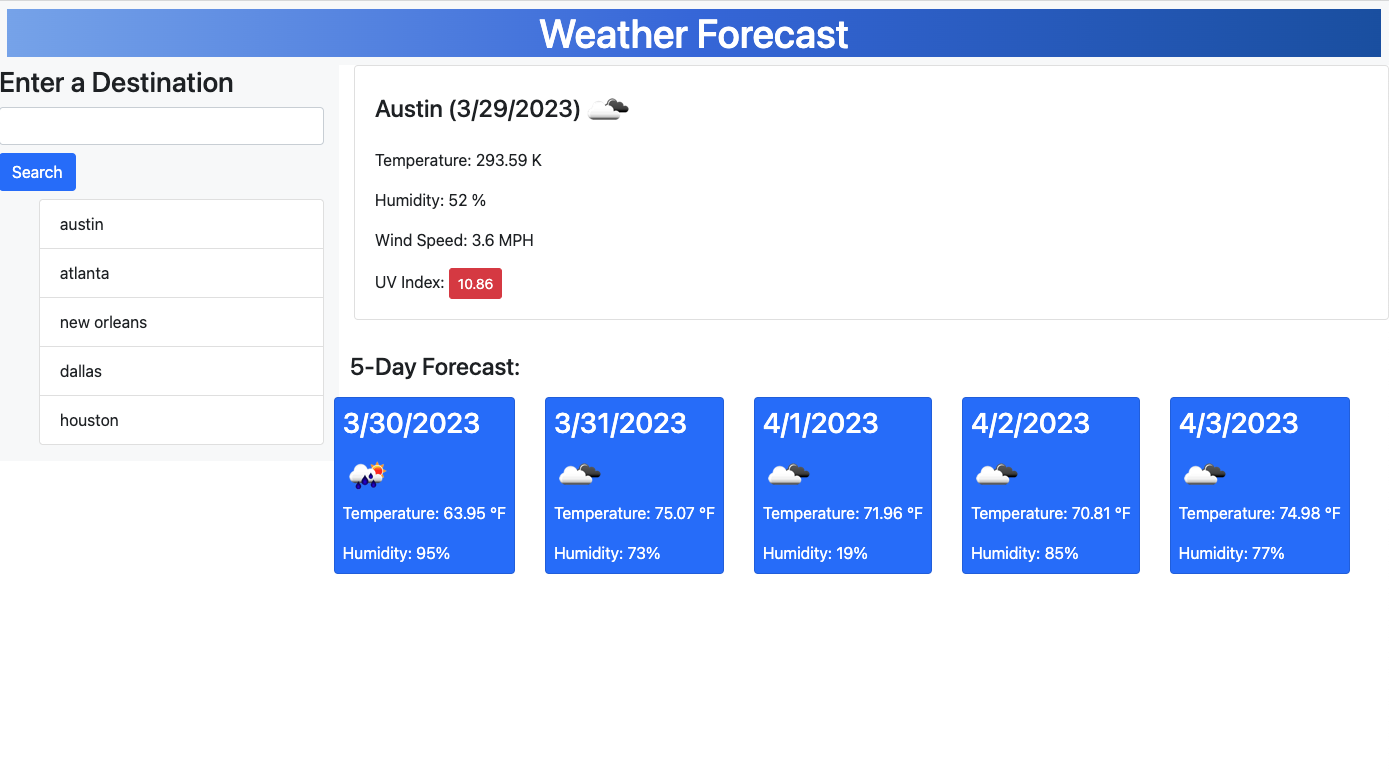 Weather Forecast
Enter a Destination
Search
austin
atlanta
new orleans
dallas
houston
Austin (3/29/2023)
Temperature: 293.59 K
Humidity: 52 %
Wind Speed: 3.6 MPH
UV Index: 10.86
5-Day Forecast:
3/30/2023
Temperature: 63.95 °F
Humidity: 95%
3/31/2023
Temperature: 75.07 °F
Humidity: 73%
4/1/2023
Temperature: 71.96 °F
Humidity: 19%
4/2/2023
Temperature: 70.81 °F
Humidity: 85%
4/3/2023
Temperature: 74.98 °F
Humidity: 77%